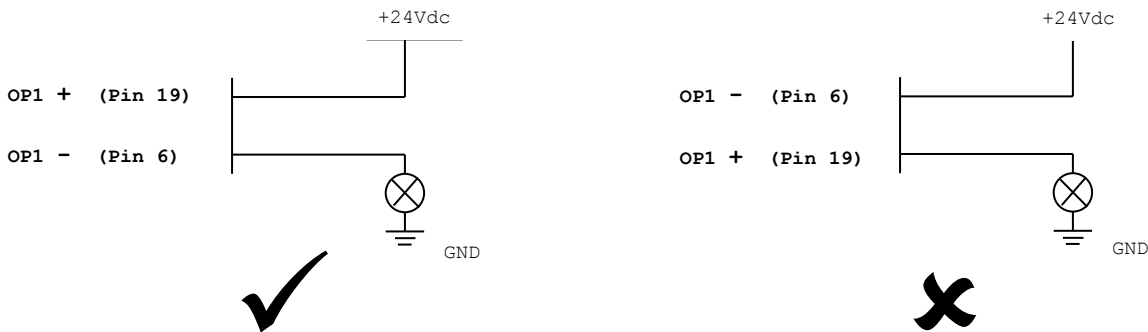 +24Vdc
OP1 + (Pin 19)
OP1 - (Pin 6)
GND
+24Vdc
OP1 - (Pin 6)
OP1 + (Pin 19)
GND